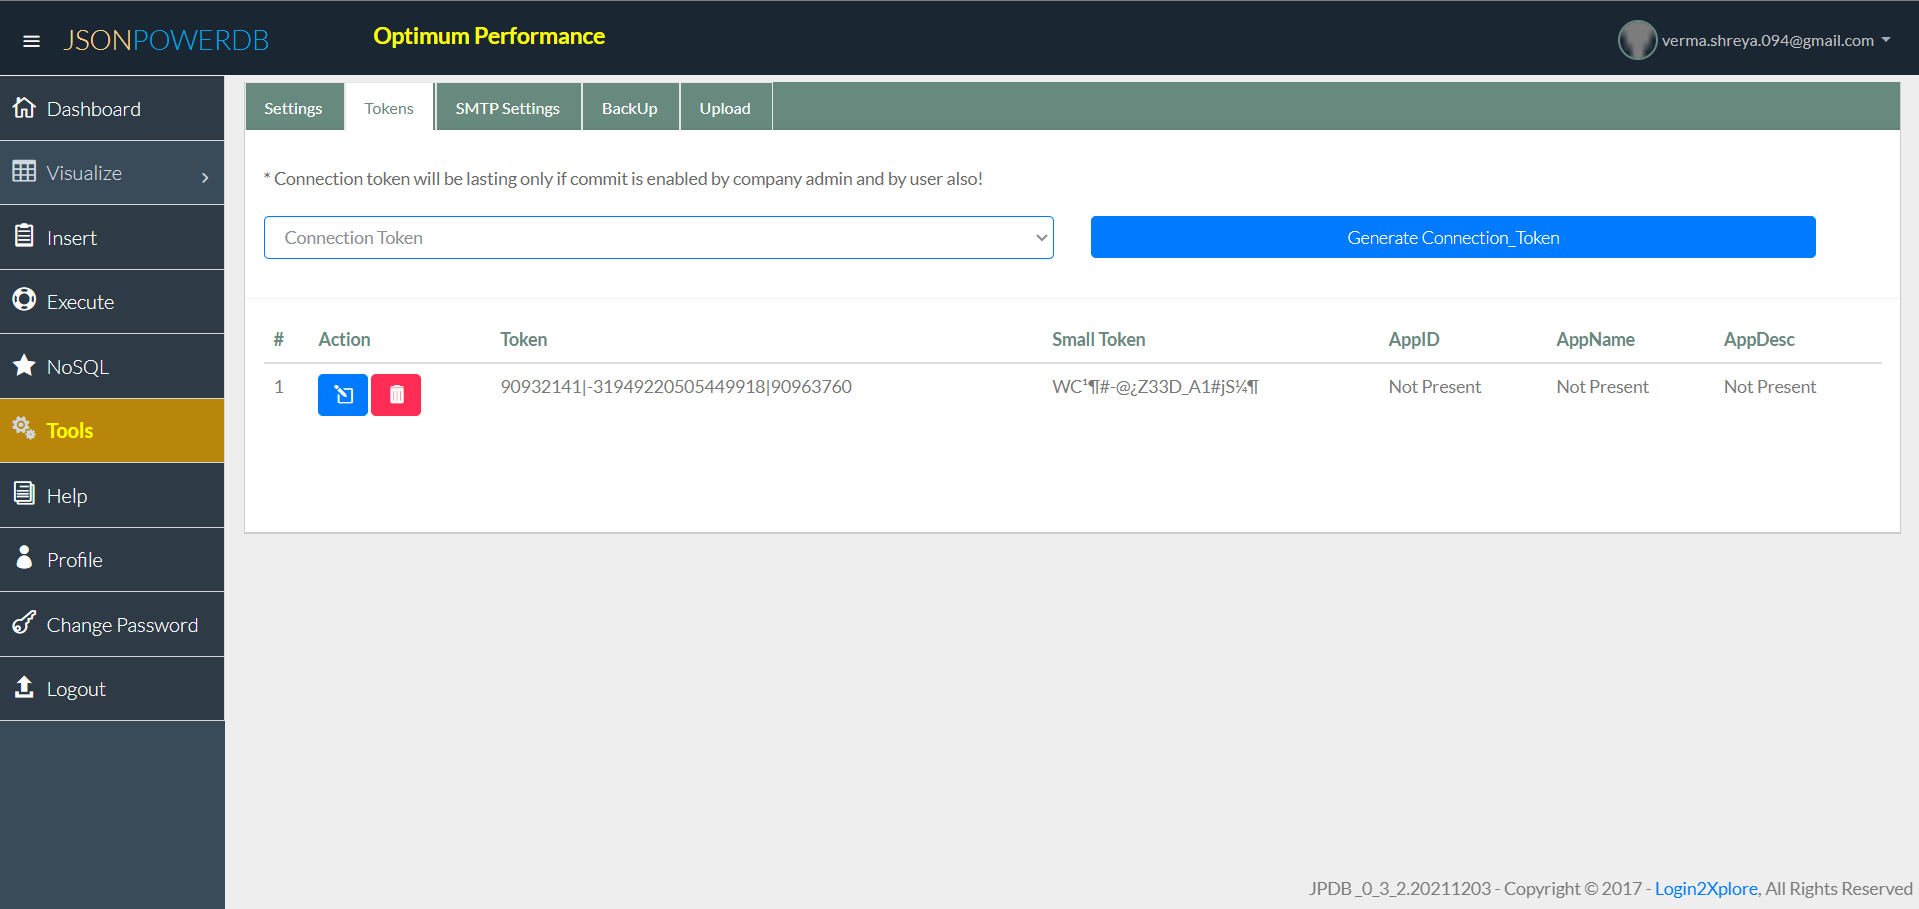 JSONPOWERDB
Optimum Performance
verma.shreya.094@gmail.com
Dashboard
Visualize
Insert
Execute
NoSQL
Tools
Help
Profile
Change Password
Logout
Settings Tokens SMTP Settings BackUp Upload
* Connection token will be lasting only if commit is enabled by company admin and by user also!
Connection Token
Generate Connection_Token
# Action Token Small Token AppID AppName AppDesc
1 90932141|-31949220505449918|90963760 WC¹¶#-@¿Z33D_A1#jS¼¶ Not Present Not Present Not Present
JPDB_0_3_2.20211203 - Copyright © 2017 - Login2Xplore, All Rights Reserved